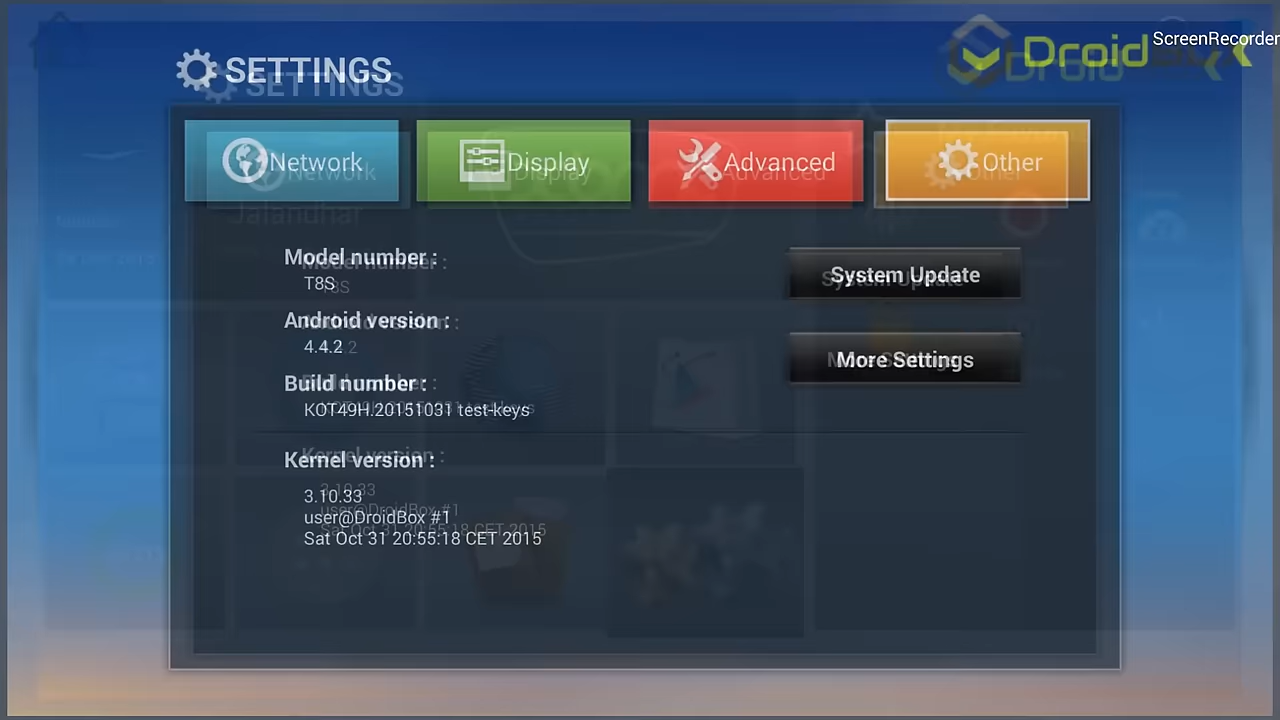 ScreenRecorder
DroidBox
SETTINGS
Network
Display
Advanced
Other
Jalandhar
Model number :
T8S
System Update
Android version :
4.4.2
More Settings
Build number :
KOT49H.20151031 test-keys
Kernel version :
3.10.33
user@DroidBox #1
Sat Oct 31 20:55:18 CET 2015